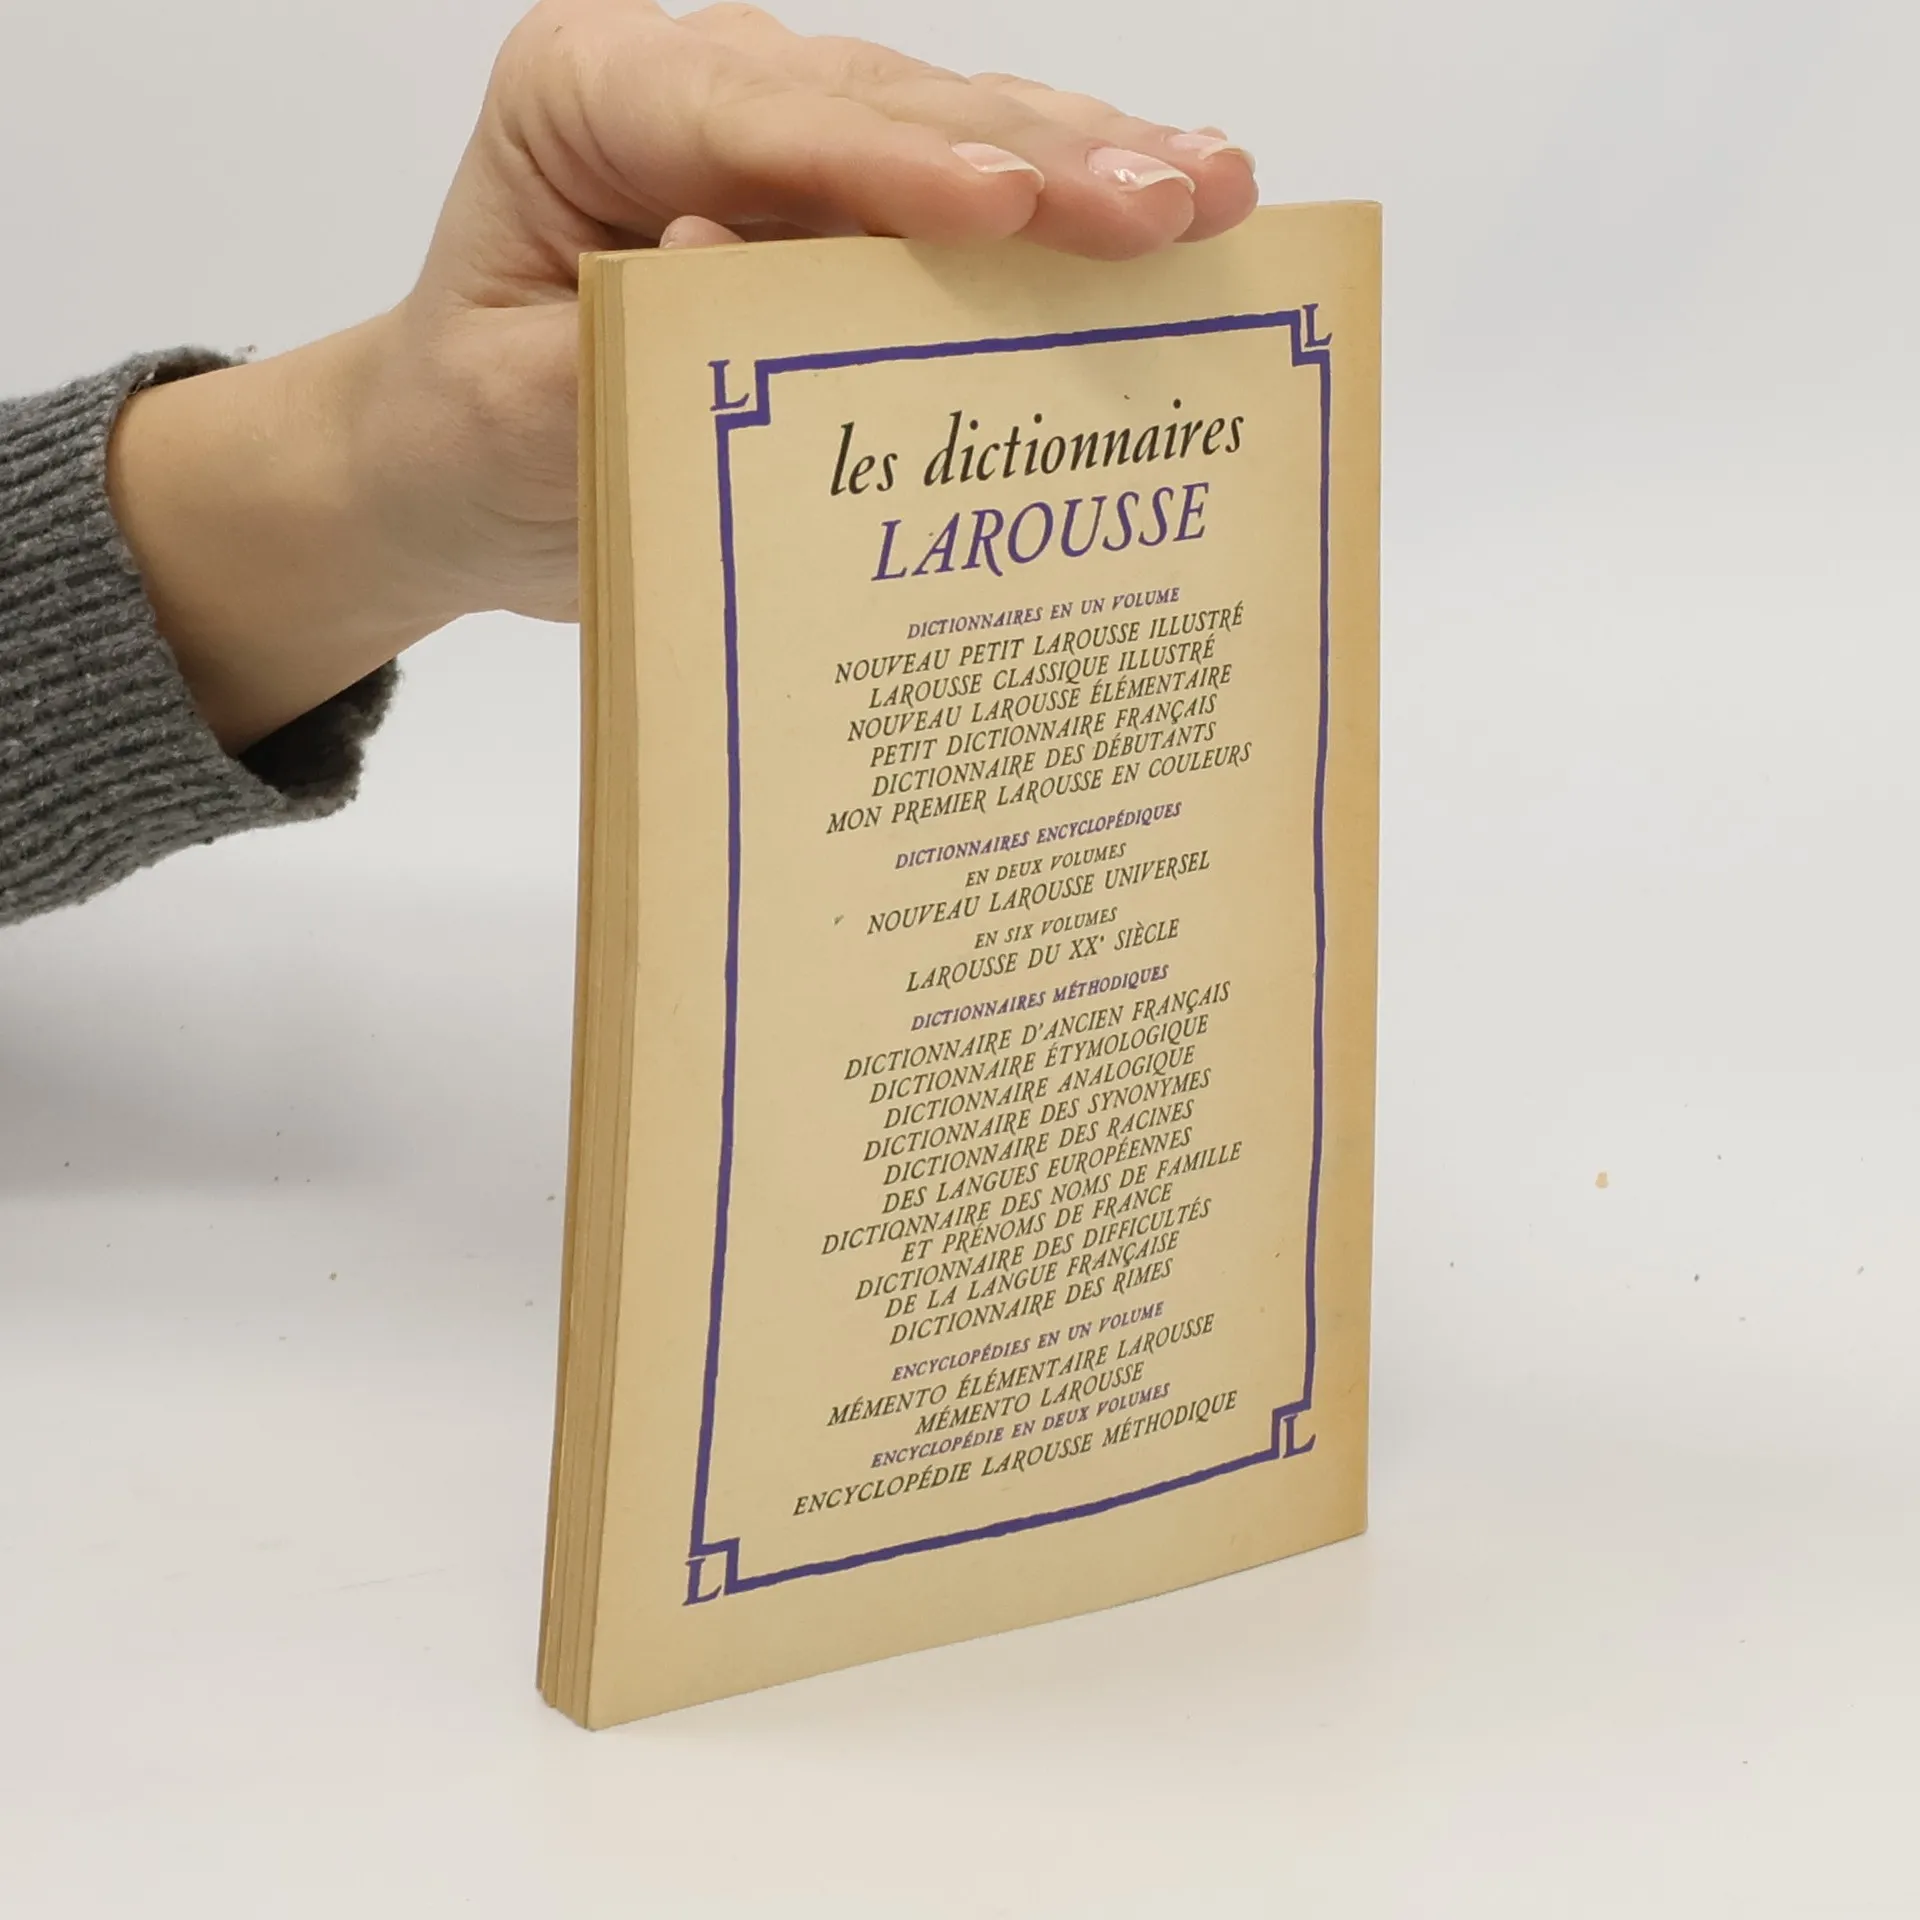 L L
les dictionnaires
LAROUSSE
DICTIONNAIRES EN UN VOLUME
NOUVEAU PETIT LAROUSSE ILLUSTRÉ
LAROUSSE CLASSIQUE ILLUSTRÉ
NOUVEAU LAROUSSE ÉLÉMENTAIRE
PETIT DICTIONNAIRE FRANÇAIS
DICTIONNAIRE DES DÉBUTANTS
MON PREMIER LAROUSSE EN COULEURS
DICTIONNAIRES ENCYCLOPÉDIQUES
EN DEUX VOLUMES
NOUVEAU LAROUSSE UNIVERSEL
EN SIX VOLUMES
LAROUSSE DU XXe SIÈCLE
DICTIONNAIRES MÉTHODIQUES
DICTIONNAIRE D'ANCIEN FRANÇAIS
DICTIONNAIRE ÉTYMOLOGIQUE
DICTIONNAIRE ANALOGIQUE
DICTIONNAIRE DES SYNONYMES
DICTIONNAIRE DES RACINES
DES LANGUES EUROPÉENNES
DICTIONNAIRE DES NOMS DE FAMILLE
ET PRÉNOMS DE FRANCE
DICTIONNAIRE DES DIFFICULTÉS
DE LA LANGUE FRANÇAISE
DICTIONNAIRE DES RIMES
ENCYCLOPÉDIES EN UN VOLUME
MÉMENTO ÉLÉMENTAIRE LAROUSSE
MÉMENTO LAROUSSE
ENCYCLOPÉDIE EN DEUX VOLUMES
ENCYCLOPÉDIE LAROUSSE MÉTHODIQUE
L L